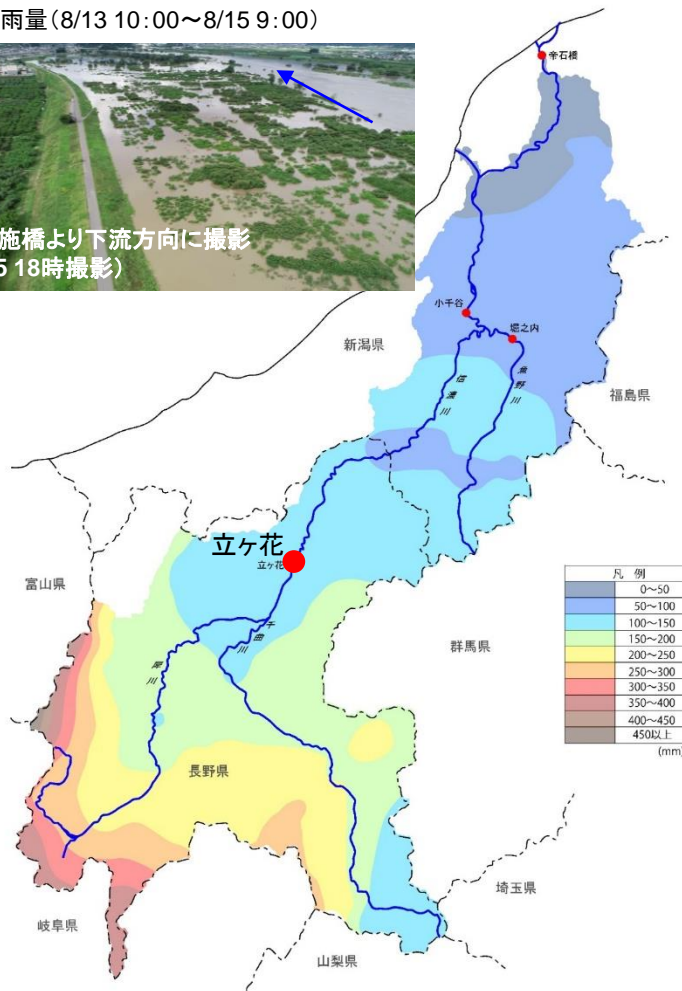 雨量(8/13 10:00～8/15 9:00)
施橋より下流方向に撮影
5 18時撮影)
帝石橋
小千谷
堀之内
新潟県
信濃川
魚野川
福島県
立ヶ花
立ヶ花
富山県
千曲川
犀川
群馬県
凡 例
0～50
50～100
100～150
150～200
200～250
250～300
300～350
350～400
400～450
450以上
(mm)
長野県
埼玉県
岐阜県
山梨県